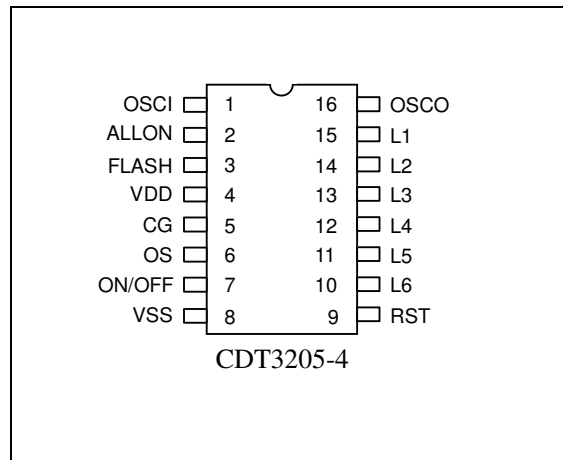 OSCI 1 16 OSCO
ALLON 2 15 L1
FLASH 3 14 L2
VDD 4 13 L3
CG 5 12 L4
OS 6 11 L5
ON/OFF 7 10 L6
VSS 8 9 RST
CDT3205-4